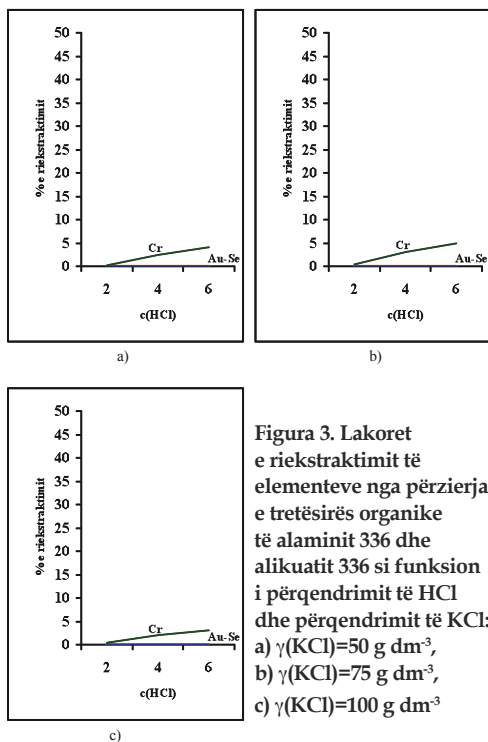 50
45
40
35
30
25
20
15
10
5
0
% e riekstraktimit
Cr
Au-Se
2 4 6
c(HCl)
a)
50
45
40
35
30
25
20
15
10
5
0
% e riekstraktimit
Cr
Au-Se
2 4 6
c(HCl)
b)
50
45
40
35
30
25
20
15
10
5
0
% e riekstraktimit
Cr
Au-Se
2 4 6
c(HCl)
c)
Figura 3. Lakoret
e riekstraktimit të
elementeve nga përzierja
e tretësirës organike
të alaminit 336 dhe
alikuatit 336 si funksion
i përqendrimit të HCl
dhe përqendrimit të KCl:
a) γ(KCl)=50 g dm⁻³,
b) γ(KCl)=75 g dm⁻³,
c) γ(KCl)=100 g dm⁻³